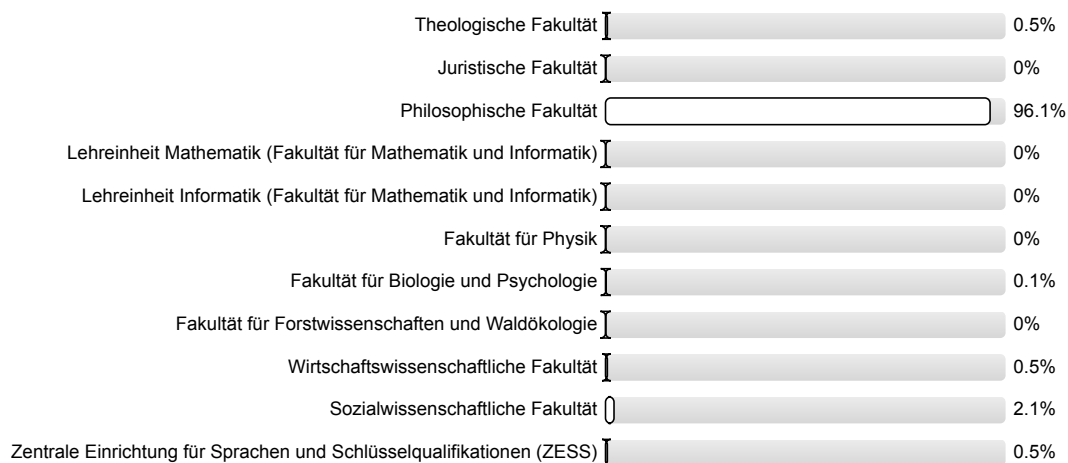 Theologische Fakultät 0.5%
Juristische Fakultät 0%
Philosophische Fakultät 96.1%
Lehreinheit Mathematik (Fakultät für Mathematik und Informatik) 0%
Lehreinheit Informatik (Fakultät für Mathematik und Informatik) 0%
Fakultät für Physik 0%
Fakultät für Biologie und Psychologie 0.1%
Fakultät für Forstwissenschaften und Waldökologie 0%
Wirtschaftswissenschaftliche Fakultät 0.5%
Sozialwissenschaftliche Fakultät 2.1%
Zentrale Einrichtung für Sprachen und Schlüsselqualifikationen (ZESS) 0.5%